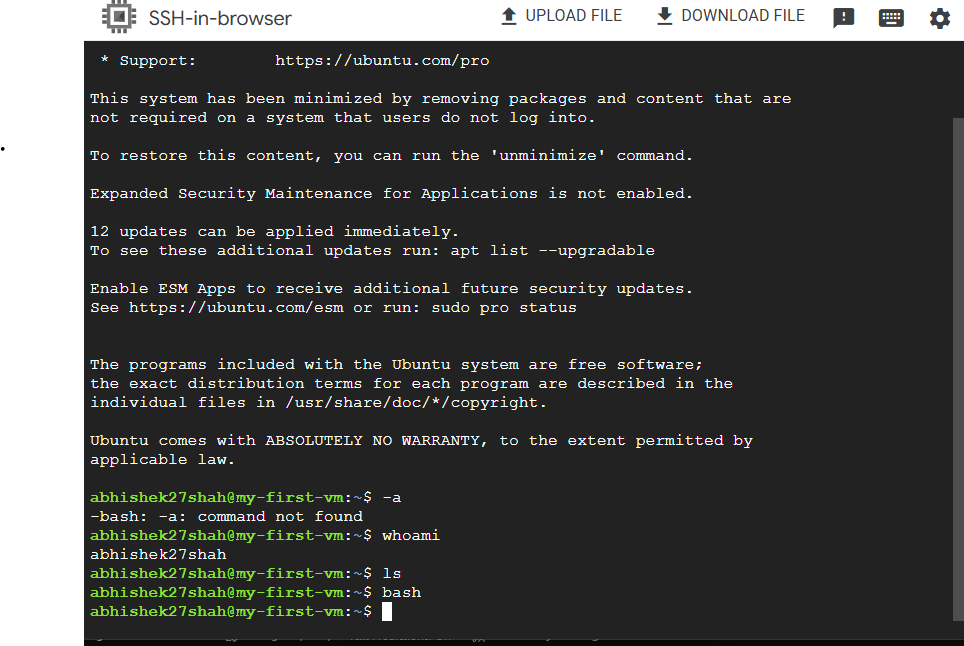 SSH-in-browser UPLOAD FILE DOWNLOAD FILE
* Support: https://ubuntu.com/pro
This system has been minimized by removing packages and content that are
not required on a system that users do not log into.
To restore this content, you can run the 'unminimize' command.
Expanded Security Maintenance for Applications is not enabled.
12 updates can be applied immediately.
To see these additional updates run: apt list --upgradable
Enable ESM Apps to receive additional future security updates.
See https://ubuntu.com/esm or run: sudo pro status
The programs included with the Ubuntu system are free software;
the exact distribution terms for each program are described in the
individual files in /usr/share/doc/*/copyright.
Ubuntu comes with ABSOLUTELY NO WARRANTY, to the extent permitted by
applicable law.
abhishek27shah@my-first-vm:~$ -a
-bash: -a: command not found
abhishek27shah@my-first-vm:~$ whoami
abhishek27shah
abhishek27shah@my-first-vm:~$ ls
abhishek27shah@my-first-vm:~$ bash
abhishek27shah@my-first-vm:~$